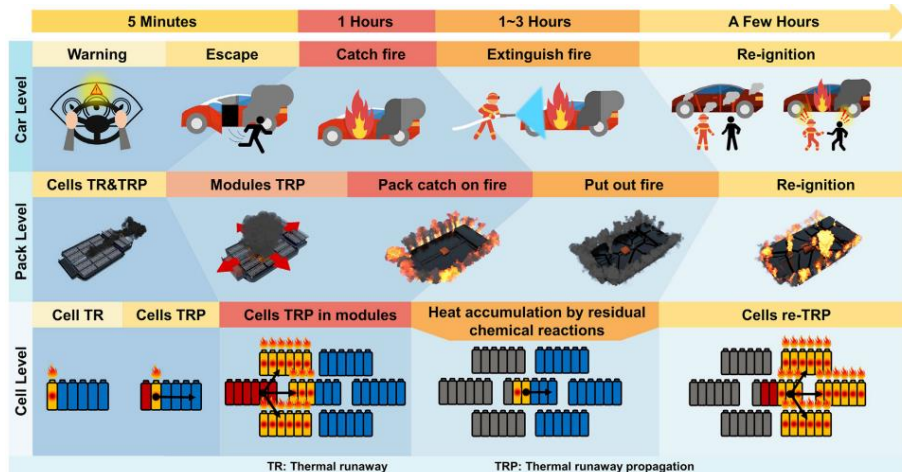 5 Minutes
1 Hours
1~3 Hours
A Few Hours
Car Level
Warning
Escape
Catch fire
Extinguish fire
Re-ignition
Pack Level
Cells TR&TRP
Modules TRP
Pack catch on fire
Put out fire
Re-ignition
Cell Level
Cell TR
Cells TRP
Cells TRP in modules
Heat accumulation by residual
chemical reactions
Cells re-TRP
TR: Thermal runaway
TRP: Thermal runaway propagation